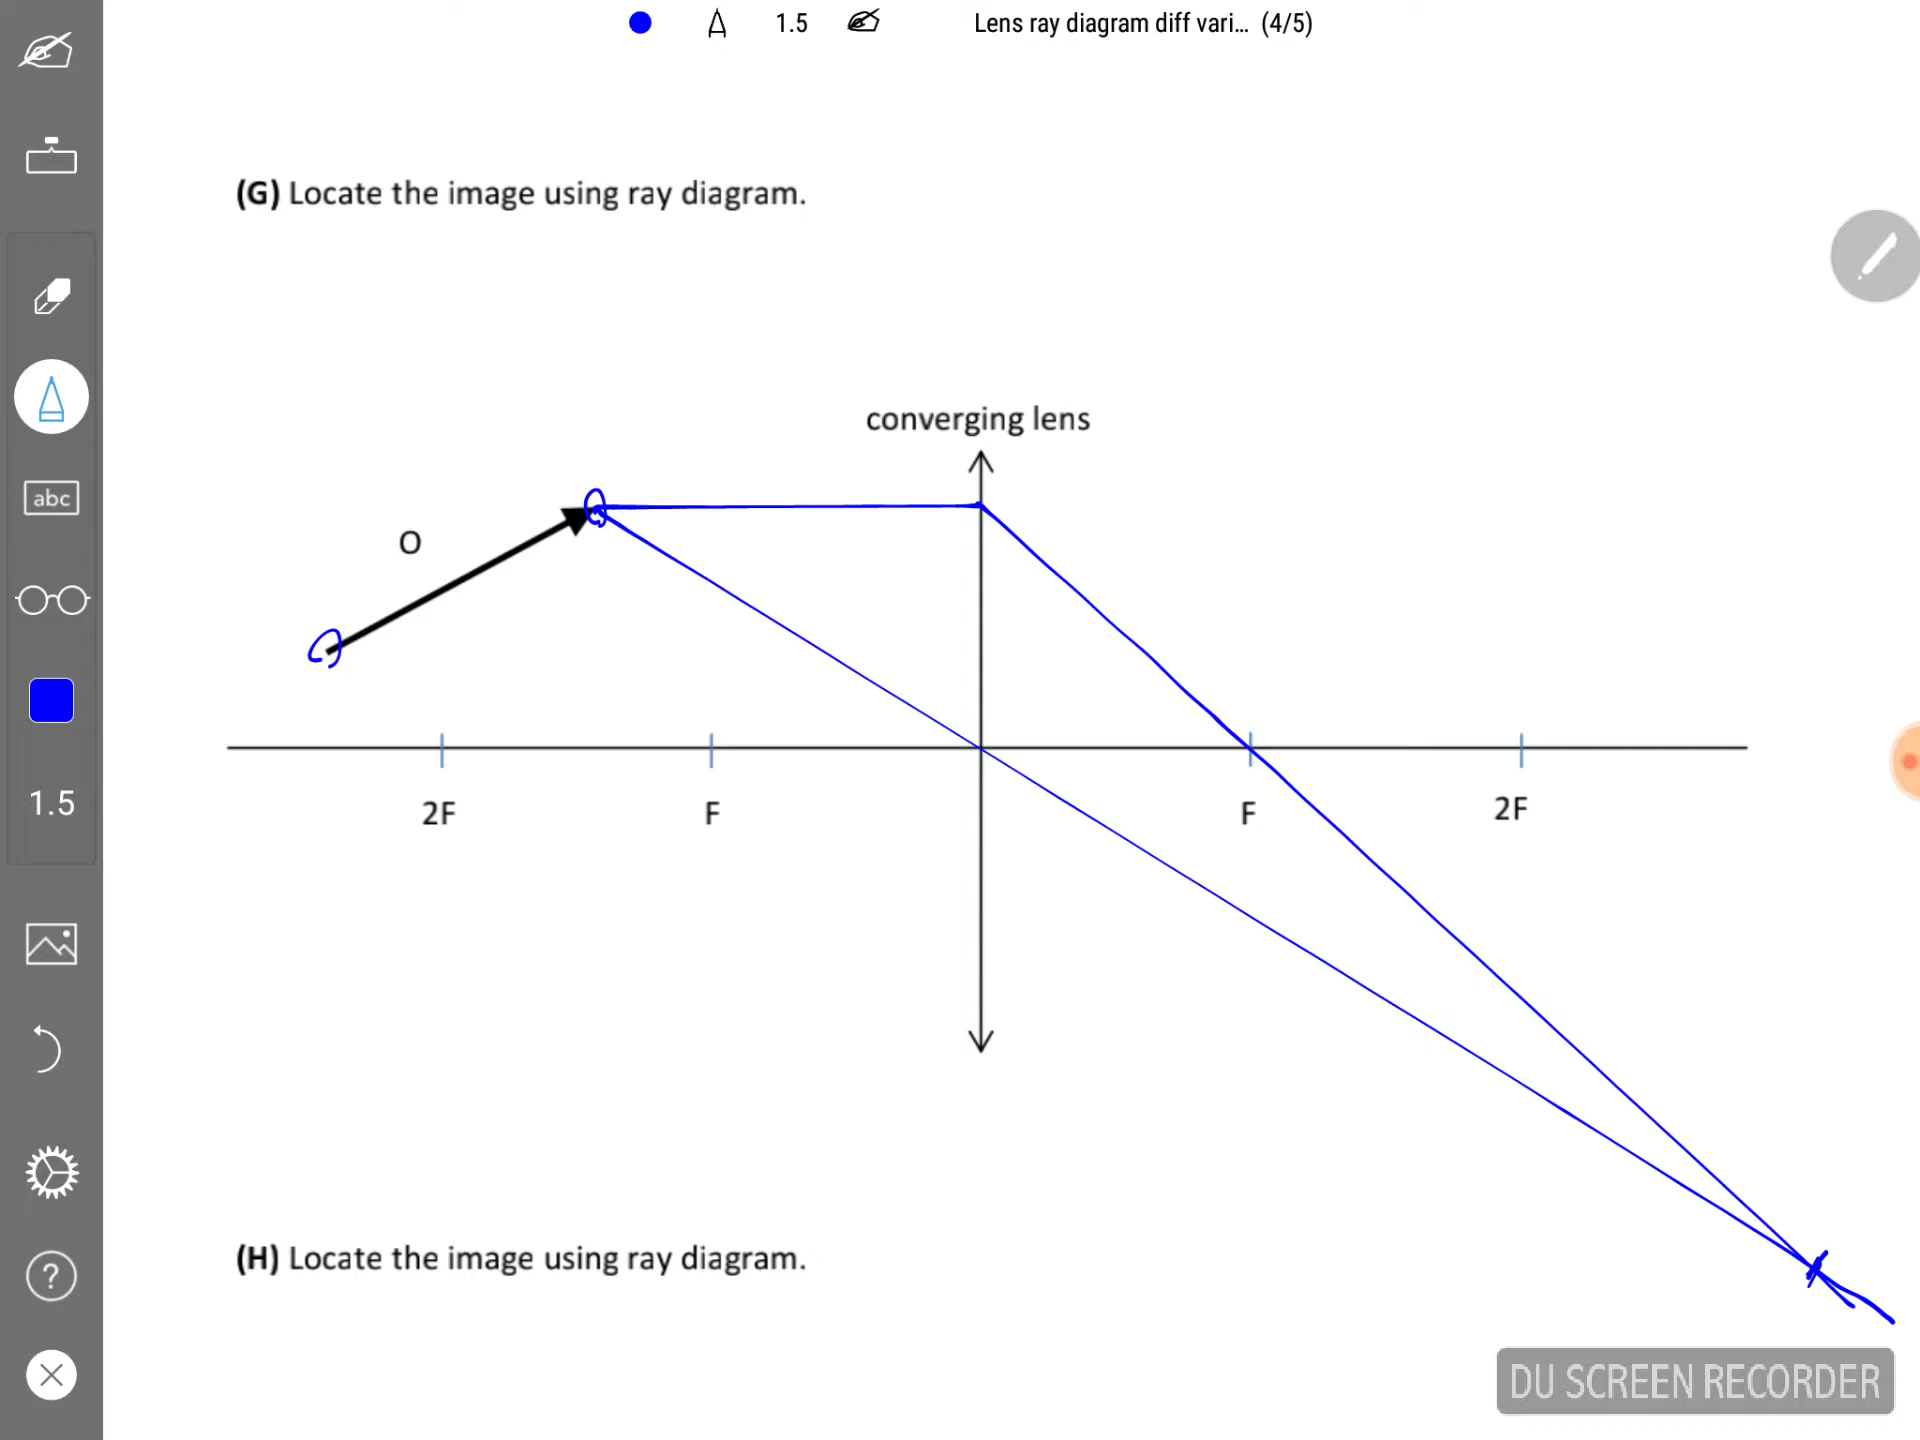 1.5 Lens ray diagram diff vari... (4/5)
(G) Locate the image using ray diagram.
converging lens
O
abc
1.5
2F F F 2F
(H) Locate the image using ray diagram.
?
DU SCREEN RECORDER